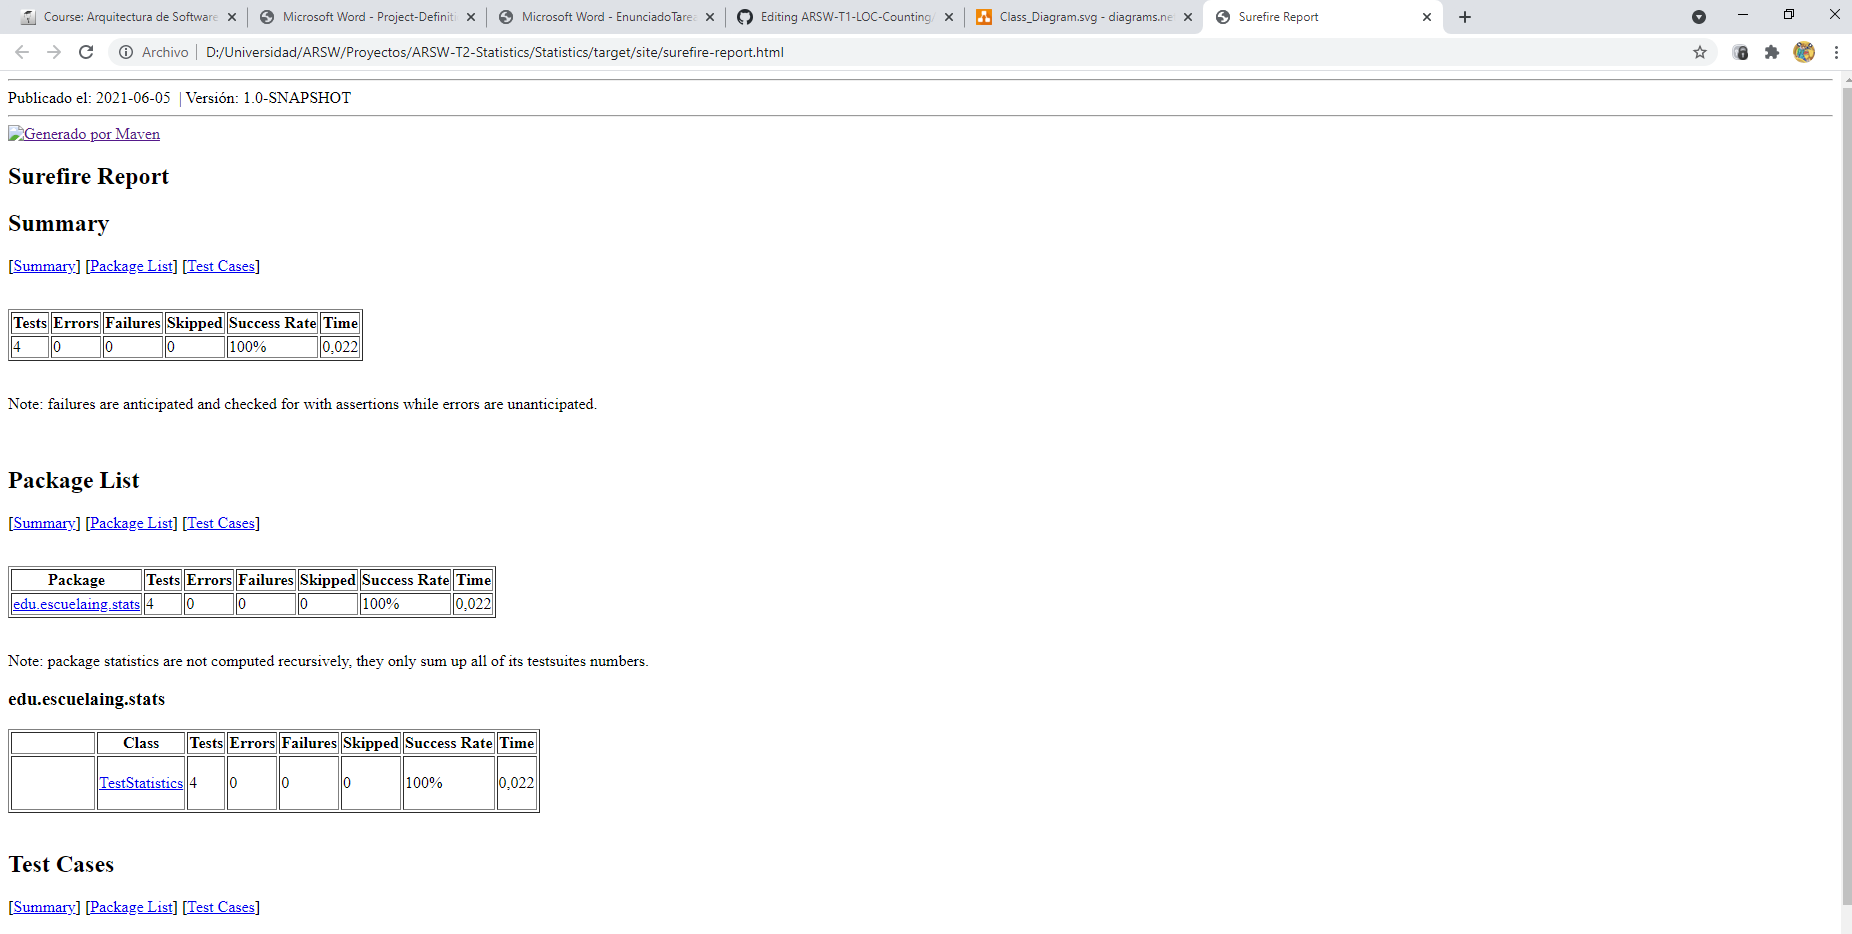 Course: Arquitectura de Software
Microsoft Word - Project-Definiti
Microsoft Word - EnunciadoTarea
Editing ARSW-T1-LOC-Counting/
Class_Diagram.svg - diagrams.ne
Surefire Report
Archivo | D:/Universidad/ARSW/Proyectos/ARSW-T2-Statistics/Statistics/target/site/surefire-report.html
Publicado el: 2021-06-05 | Versión: 1.0-SNAPSHOT
Generado por Maven
Surefire Report
Summary
[Summary] [Package List] [Test Cases]
Tests Errors Failures Skipped Success Rate Time
4 0 0 0 100% 0,022
Note: failures are anticipated and checked for with assertions while errors are unanticipated.
Package List
[Summary] [Package List] [Test Cases]
Package Tests Errors Failures Skipped Success Rate Time
edu.escuelaing.stats 4 0 0 0 100% 0,022
Note: package statistics are not computed recursively, they only sum up all of its testsuites numbers.
edu.escuelaing.stats
Class Tests Errors Failures Skipped Success Rate Time
TestStatistics 4 0 0 0 100% 0,022
Test Cases
[Summary] [Package List] [Test Cases]